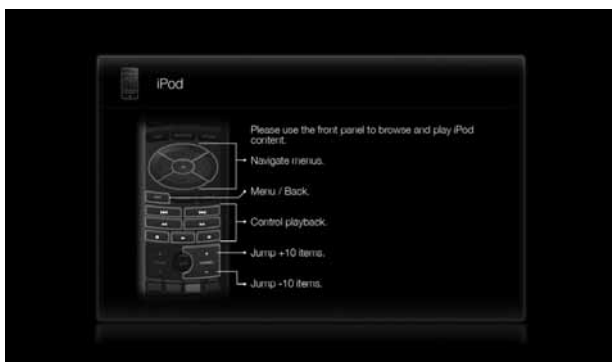 iPod
Please use the front panel to browse and play iPod
content.
Navigate menus.
Menu / Back.
Control playback.
Jump +10 items.
Jump -10 items.